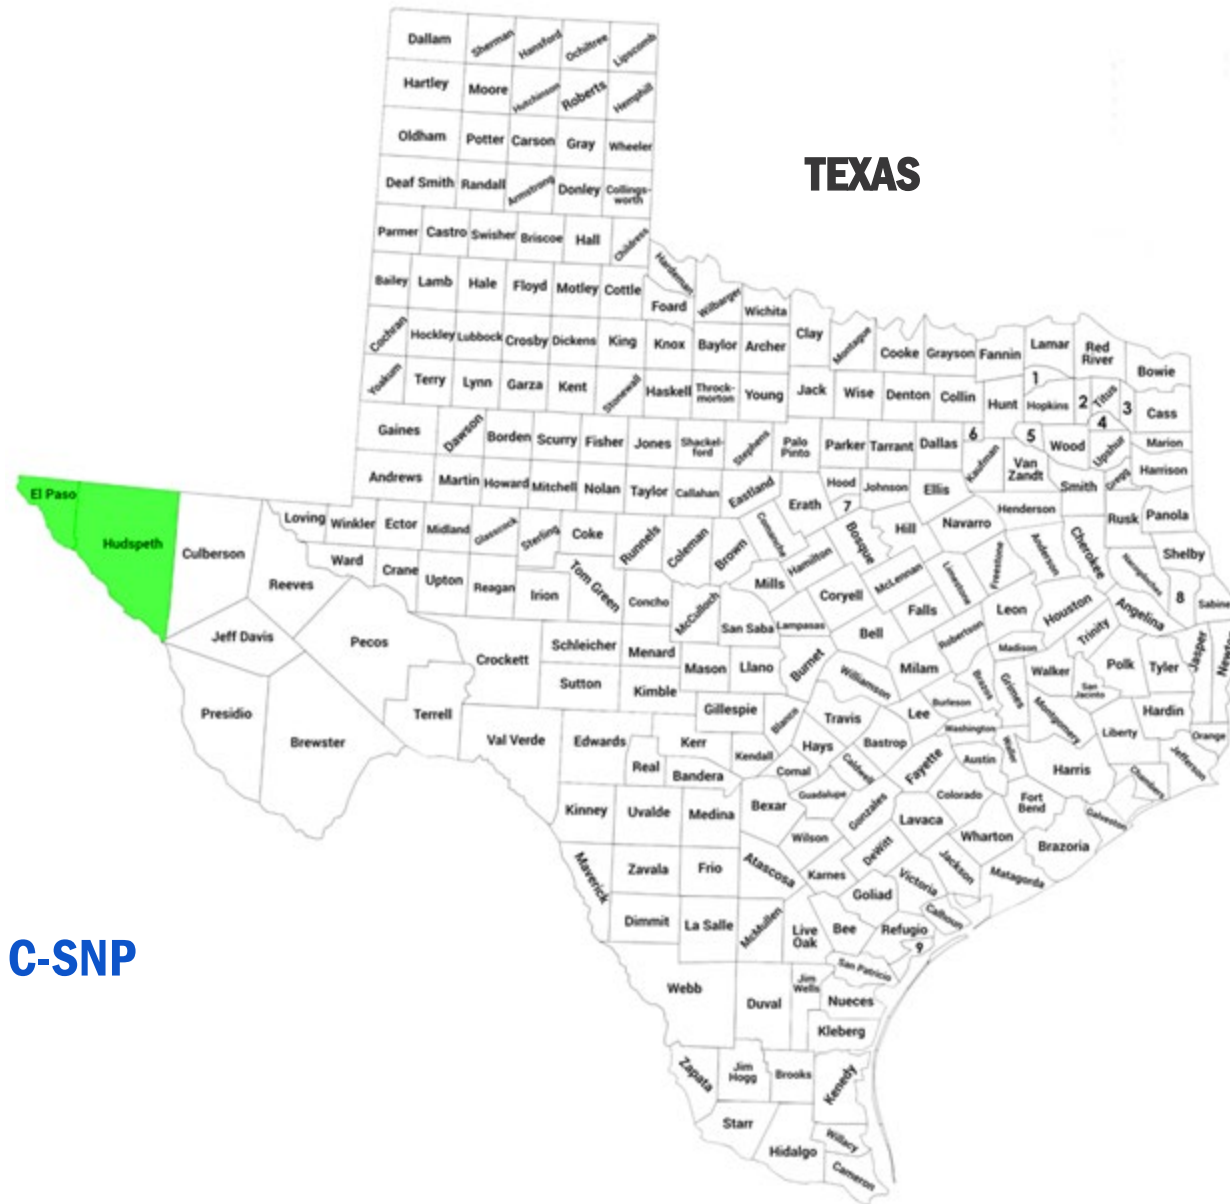 TEXAS
Dallam Sherman Hansford Ochiltree Lipscomb
Hartley Moore Hutchinson Roberts Hemphill
Oldham Potter Carson Gray Wheeler
Deaf Smith Randall Armstrong Donley Collings-
worth
Parmer Castro Swisher Briscoe Hall Childress
Hardeman
Bailey Lamb Hale Floyd Motley Cottle
Foard Wilbarger Wichita
Cochran Hockley Lubbock Crosby Dickens King Knox Baylor Archer Clay Montague Cooke Grayson Fannin Lamar Red
River Bowie
1
Yoakum Terry Lynn Garza Kent Stonewall Haskell Throck-
morton Young Jack Wise Denton Collin Hunt Hopkins 2 Titus 3 Cass
4
Gaines Dawson Borden Scurry Fisher Jones Shackel-
ford Stephens Palo
Pinto Parker Tarrant Dallas 6 Kaufman 5 Wood Upshur Marion
Van
Zandt
Andrews Martin Howard Mitchell Nolan Taylor Callahan Eastland Erath Hood Johnson Ellis Smith Gregg Harrison
7
Henderson Rusk Panola
El Paso Hudspeth Culberson
Loving Winkler Ector Midland Glasscock Sterling Coke Runnels Coleman Brown Comanche Bosque Hill Navarro Freestone Anderson Cherokee Nacogdoches Shelby
Reeves Ward Crane Upton Reagan Irion Tom Green Concho McCulloch Mills Hamilton Coryell McLennan Limestone Falls Leon Houston Angelina 8 Sabine
Jeff Davis Pecos Crockett Schleicher Menard San Saba Lampasas Bell Robertson Madison Trinity
Sutton Kimble Mason Llano Burnet Williamson Milam Brazos Grimes Walker San
Jacinto Polk Tyler Jasper
Presidio Brewster Terrell Val Verde Edwards Gillespie Blanco Travis Lee Burleson Washington Montgomery Liberty Hardin Orange
Real Kerr Bandera Kendall Hays Comal Caldwell Bastrop Fayette Austin Waller Harris Chambers Jefferson
Kinney Uvalde Medina Bexar Guadalupe Gonzales Lavaca Colorado Fort
Bend Galveston
Wilson DeWitt Wharton Brazoria
Maverick Zavala Frio Atascosa Karnes Goliad Victoria Jackson Matagorda
Dimmit La Salle McMullen Live
Oak Bee Refugio Calhoun
9
San Patricio
C-SNP
Webb Duval Jim
Wells Nueces
Kleberg
Zapata Jim
Hogg Brooks Kenedy
Starr Hidalgo Willacy
Cameron